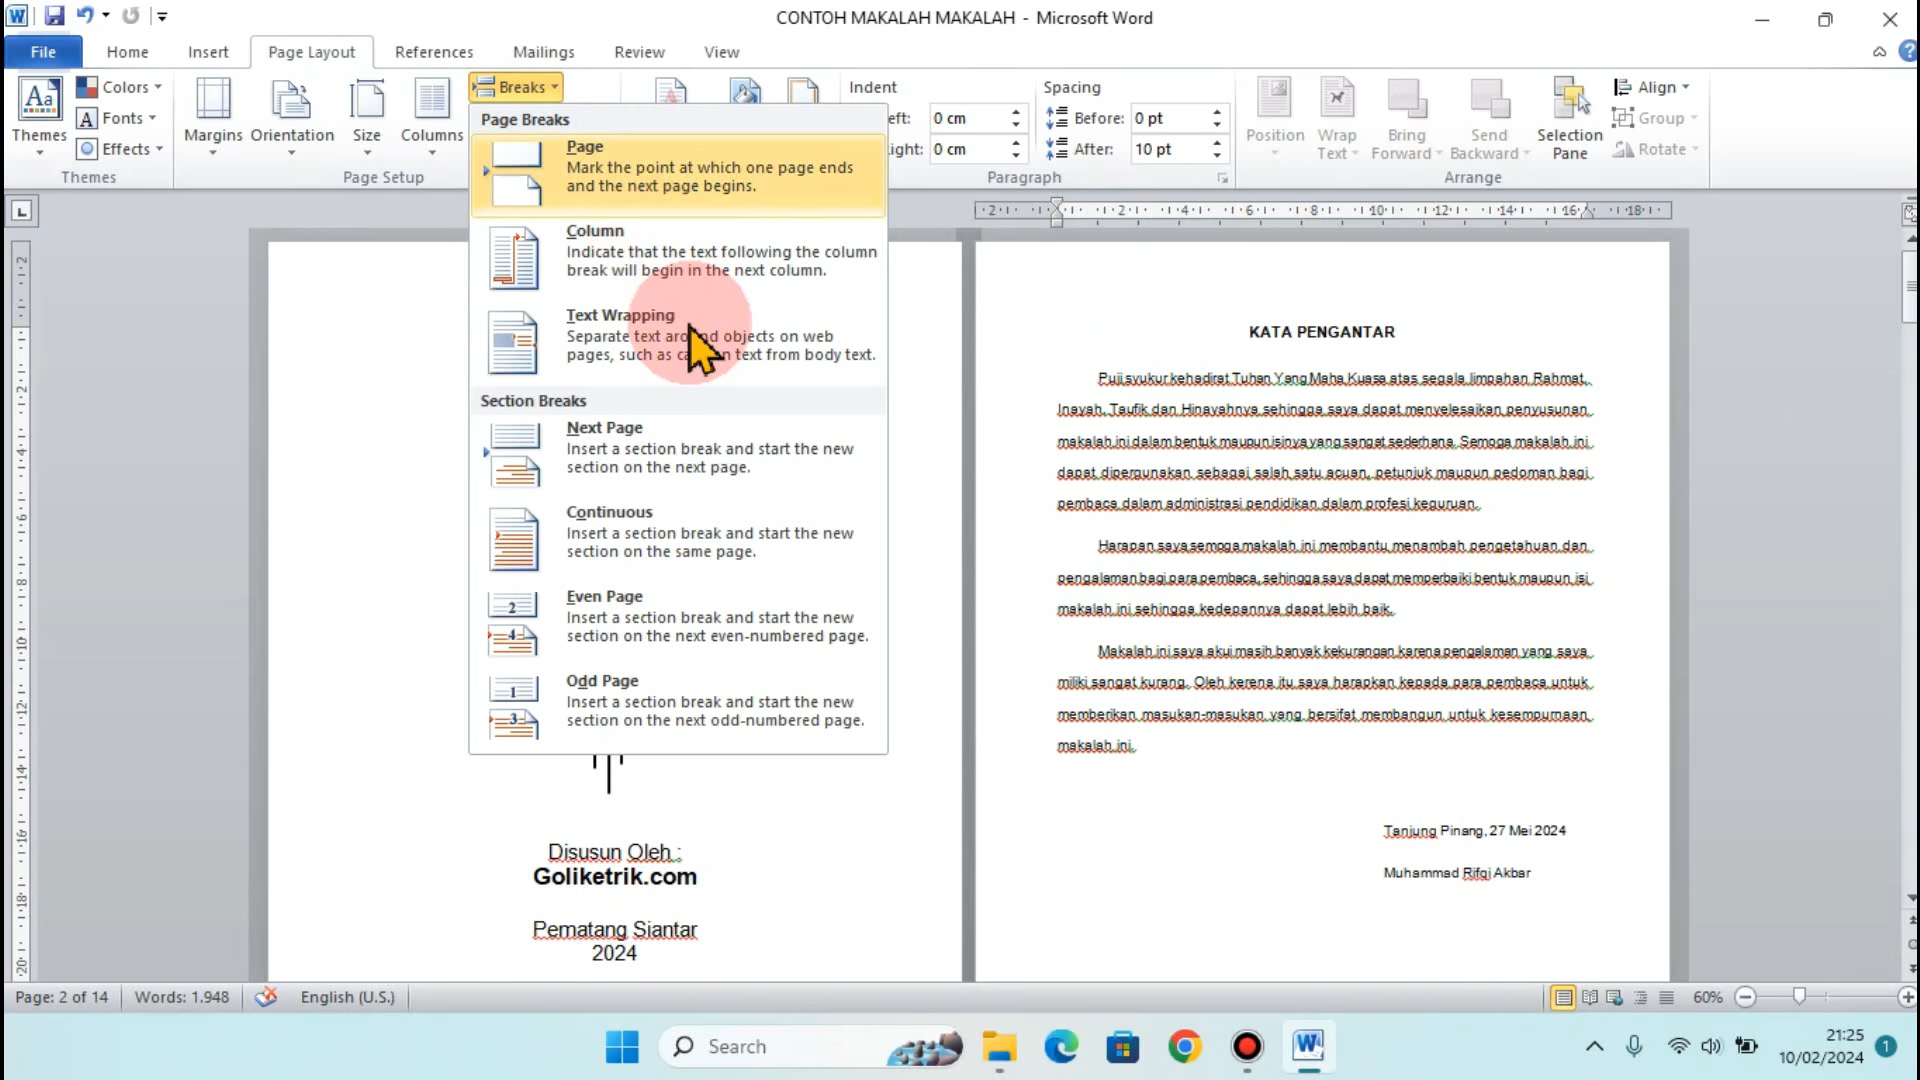 CONTOH MAKALAH MAKALAH - Microsoft Word
File Home Insert Page Layout References Mailings Review View
Themes
Colors
Fonts
Effects
Themes
Margins
Orientation
Size
Columns
Page Setup
Breaks
Page Breaks
Page
Mark the point at which one page ends
and the next page begins.
Column
Indicate that the text following the column
break will begin in the next column.
Text Wrapping
Separate text around objects on web
pages, such as text from body text.
Section Breaks
Next Page
Insert a section break and start the new
section on the next page.
Continuous
Insert a section break and start the new
section on the same page.
Even Page
Insert a section break and start the new
section on the next even-numbered page.
Odd Page
Insert a section break and start the new
section on the next odd-numbered page.
Indent
eft: 0 cm
ight: 0 cm
Spacing
Before: 0 pt
After: 10 pt
Paragraph
Position
Wrap Text
Bring Forward
Send Backward
Selection Pane
Align
Group
Rotate
Arrange
Disusun Oleh :
Goliketrik.com
Pematang Siantar
2024
KATA PENGANTAR
Puji syukur kehadirat Tuhan Yang Maha Kuasa atas segala limpahan Rahmat,
Inayah, Taufik dan Hinayahnya sehingga saya dapat menyelesaikan penyusunan
makalah ini dalam bentuk maupun isinya yang sangat sederhana. Semoga makalah ini
dapat dipergunakan sebagai salah satu acuan, petunjuk maupun pedoman bagi
pembaca dalam administrasi pendidikan dalam profesi keguruan.
Harapan saya semoga makalah ini membantu menambah pengetahuan dan
pengalaman bagi para pembaca, sehingga saya dapat memperbaiki bentuk maupun isi
makalah ini sehingga kedepannya dapat lebih baik.
Makalah ini saya akui masih banyak kekurangan karena pengalaman yang saya
miliki sangat kurang. Oleh kerena itu saya harapkan kepada para pembaca untuk
memberikan masukan-masukan yang bersifat membangun untuk kesempurnaan
makalah ini.
Tanjung Pinang, 27 Mei 2024
Muhammad Rifqi Akbar
Page: 2 of 14 Words: 1.948 English (U.S.) 60%
Search
21:25
10/02/2024
1